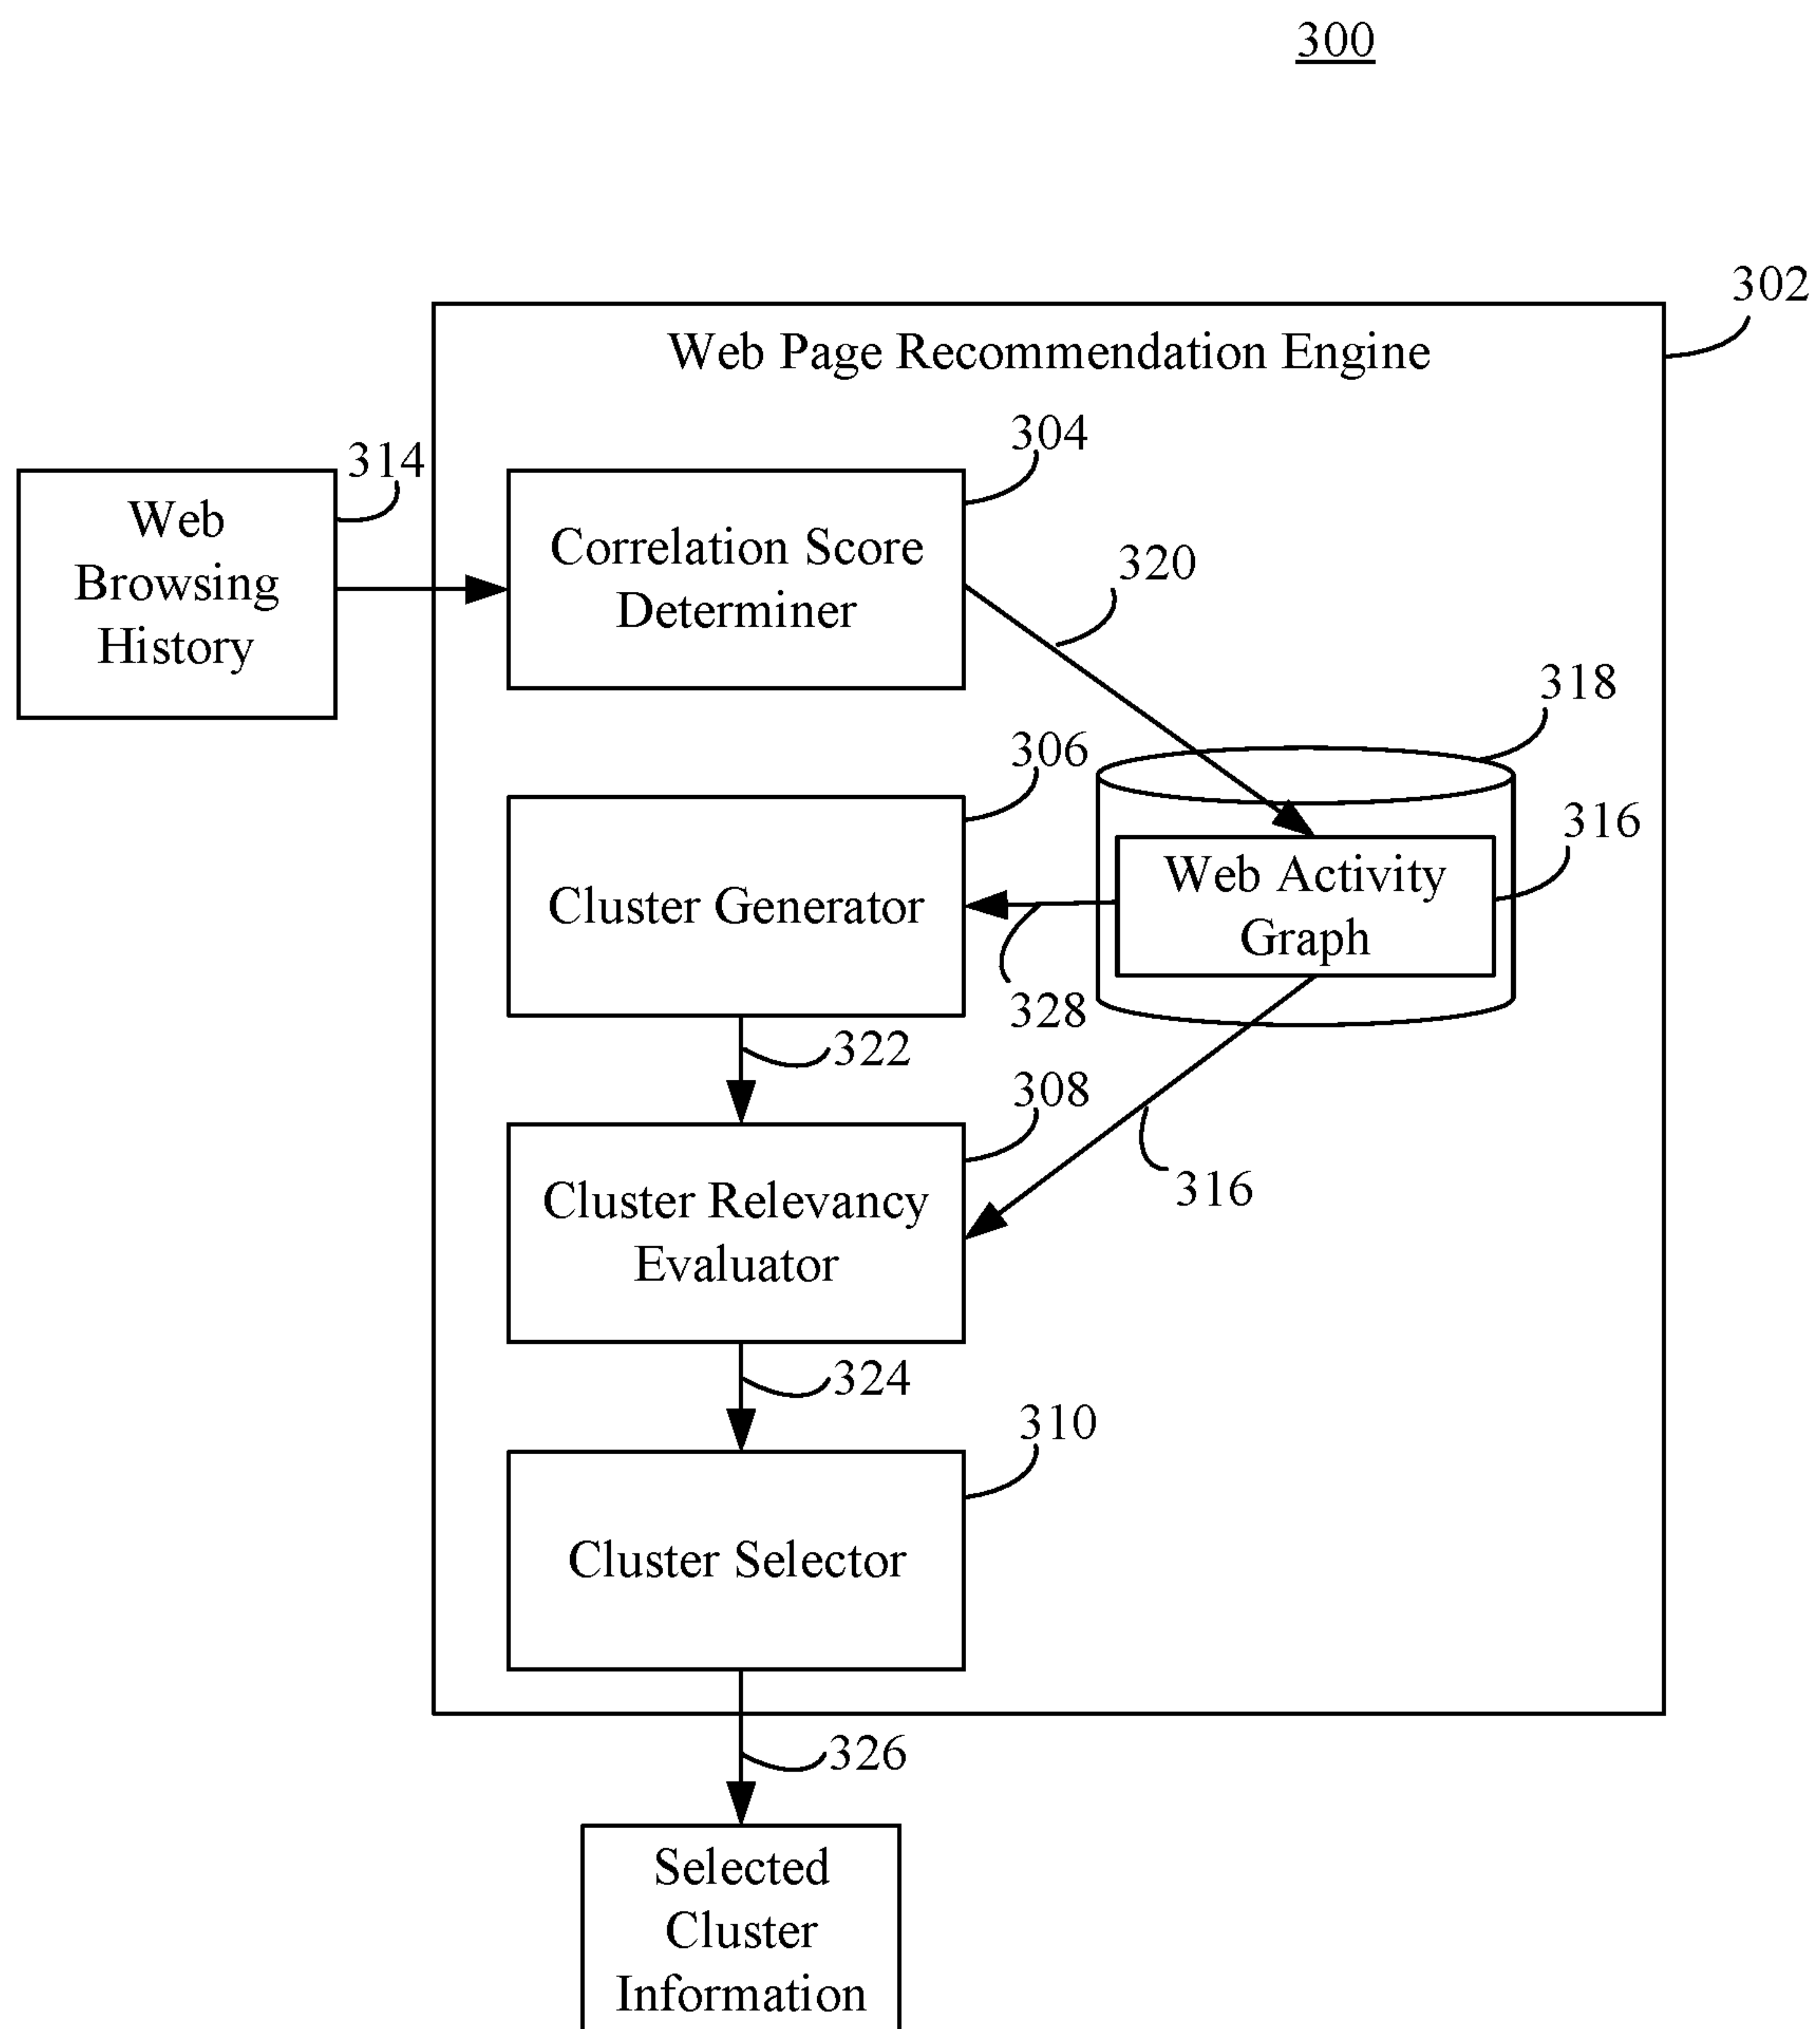 300
302
Web Page Recommendation Engine
304
314
Web
Browsing
History
Correlation Score
Determiner
320
318
306
316
Web Activity
Graph
Cluster Generator
328
322
308
316
Cluster Relevancy
Evaluator
324
310
Cluster Selector
326
Selected
Cluster
Information